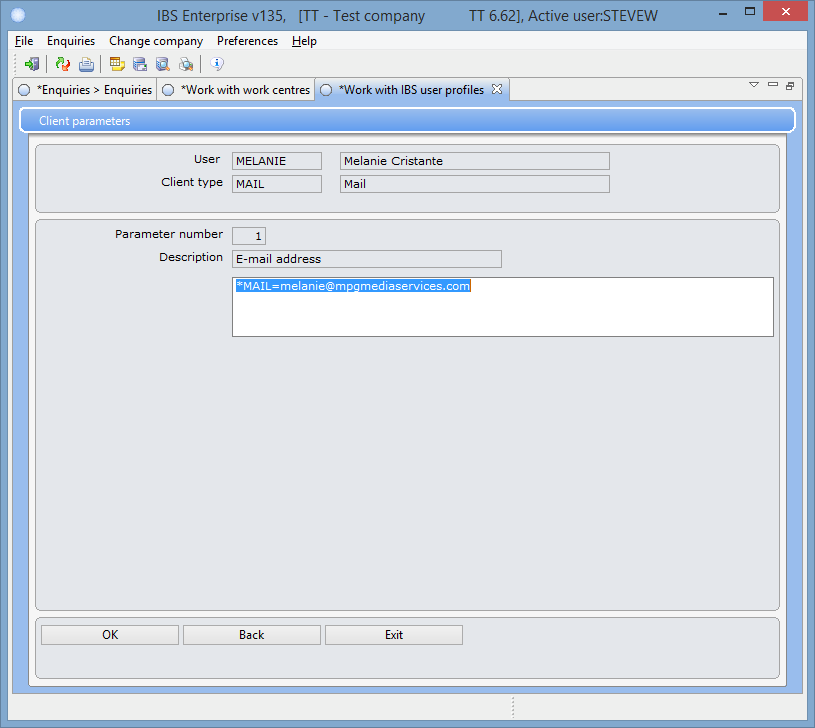 IBS Enterprise v135, [TT - Test company TT 6.62], Active user:STEVEW
File Enquiries Change company Preferences Help
*Enquiries > Enquiries *Work with work centres *Work with IBS user profiles
Client parameters
User MELANIE Melanie Cristante
Client type MAIL Mail
Parameter number 1
Description E-mail address
*MAIL=melanie@mpgmediaservices.com
OK Back Exit